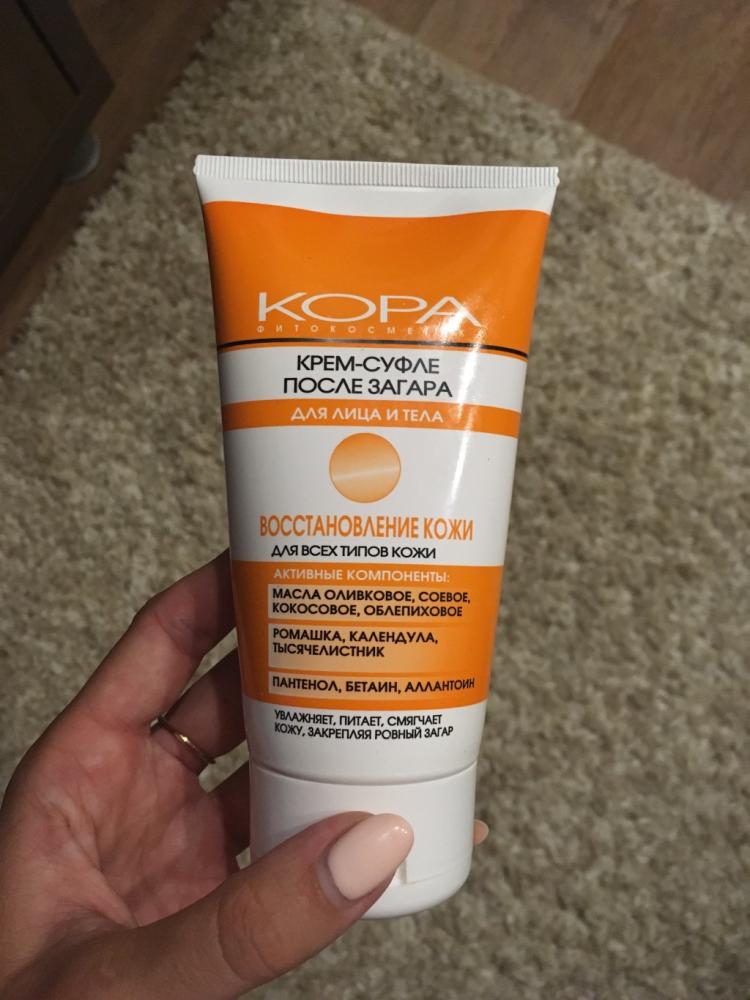 КОРА
ФИТОКОСМЕТИК
КРЕМ-СУФЛЕ
ПОСЛЕ ЗАГАРА
ДЛЯ ЛИЦА И ТЕЛА
ВОССТАНОВЛЕНИЕ КОЖИ
ДЛЯ ВСЕХ ТИПОВ КОЖИ
АКТИВНЫЕ КОМПОНЕНТЫ:
МАСЛА ОЛИВКОВОЕ, СОЕВОЕ,
КОКОСОВОЕ, ОБЛЕПИХОВОЕ
РОМАШКА, КАЛЕНДУЛА,
ТЫСЯЧЕЛИСТНИК
ПАНТЕНОЛ, БЕТАИН, АЛЛАНТОИН
УВЛАЖНЯЕТ, ПИТАЕТ, СМЯГЧАЕТ
КОЖУ, ЗАКРЕПЛЯЯ РОВНЫЙ ЗАГАР